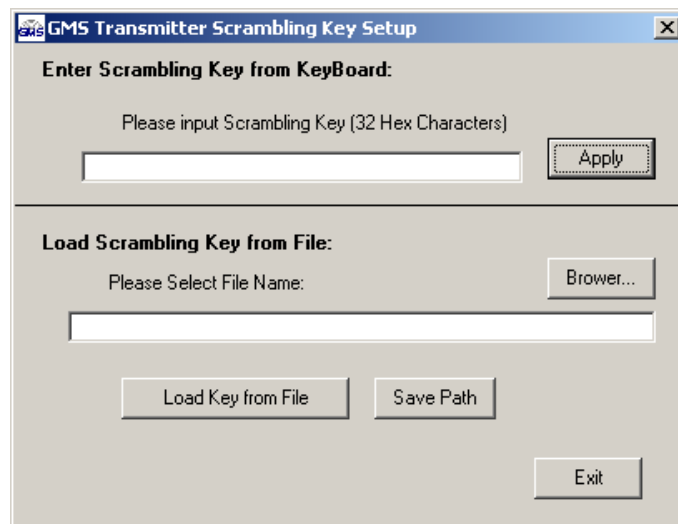 GMS GMS Transmitter Scrambling Key Setup
Enter Scrambling Key from KeyBoard:
Please input Scrambling Key (32 Hex Characters)
Apply
Load Scrambling Key from File:
Please Select File Name:
Brower...
Load Key from File
Save Path
Exit